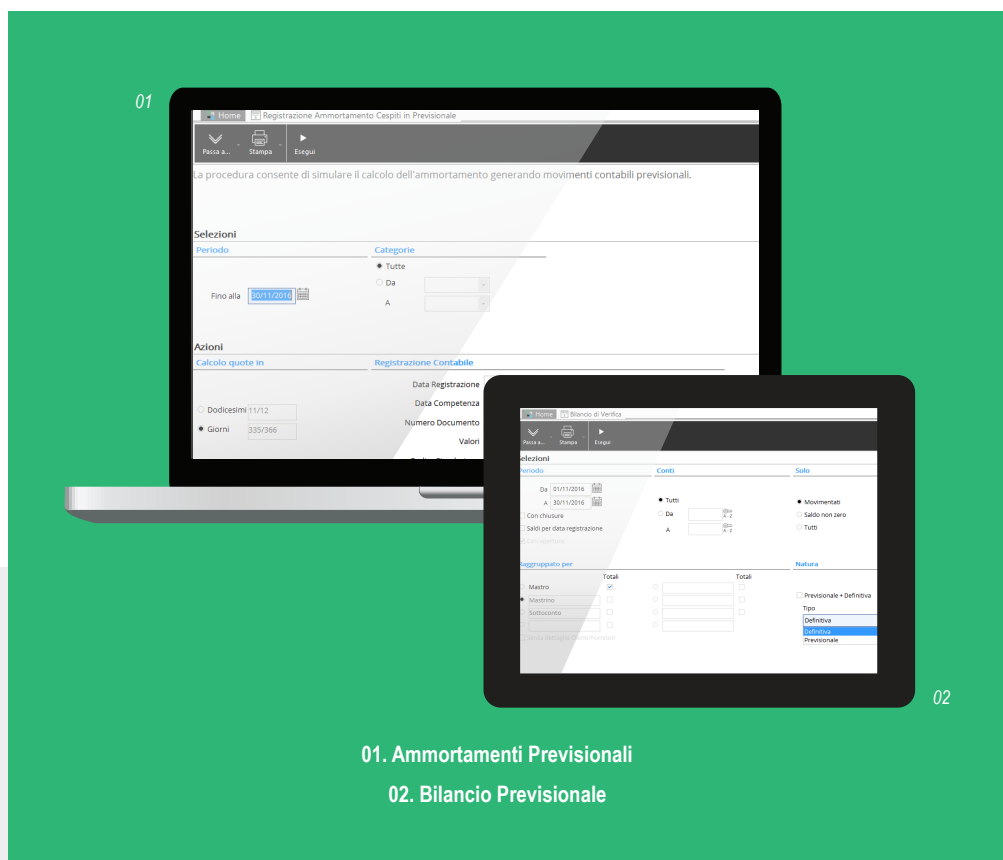 01
Home Registrazione Ammortamento Cespiti in Previsionale
Passa a... Stampa Esegui
La procedura consente di simulare il calcolo dell'ammortamento generando movimenti contabili previsionali.
Selezioni
Periodo Categorie
Tutte
Da
Fino alla 30/11/2016
A
Azioni
Calcolo quote in Registrazione Contabile
Data Registrazione
Data Competenza
Dodicesimi 11/12
Numero Documento
Giorni 335/366
Valori
Home Bilancio di Verifica
Passa a... Stampa Esegui
Selezioni
Periodo Conti Solo
Da 01/11/2016
A 30/11/2016 Tutti Movimentati
Con chiusure Da A - Z Saldo non zero
Saldi per data registrazione A A - Z Tutti
Raggruppato per Natura
Totali Totali
Mastro
Previsionale + Definitiva
Mastrino
Tipo
Sottoconto
Definitiva
Definitiva
Previsionale
02
01. Ammortamenti Previsionali
02. Bilancio Previsionale